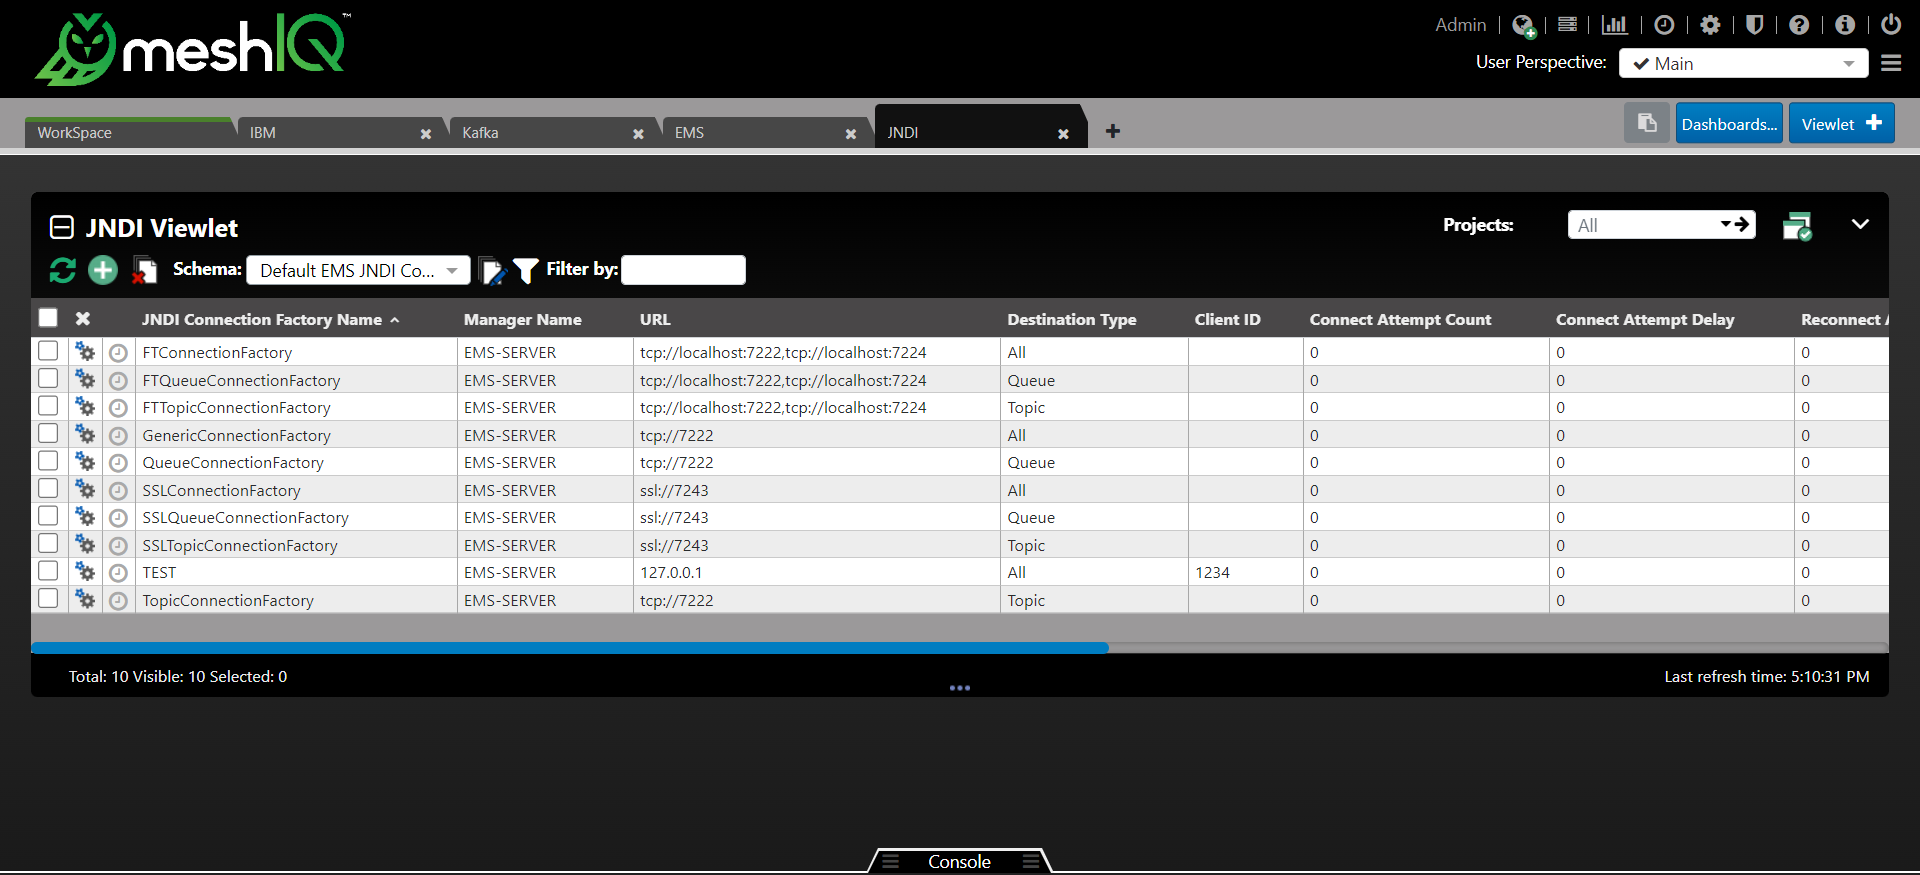 meshIQ™
Admin
User Perspective: Main
WorkSpace IBM Kafka EMS JNDI
Dashboards... Viewlet
JNDI Viewlet
Projects: All
Schema: Default EMS JNDI Co... Filter by:
JNDI Connection Factory Name Manager Name URL Destination Type Client ID Connect Attempt Count Connect Attempt Delay Reconnect
FTConnectionFactory EMS-SERVER tcp://localhost:7222,tcp://localhost:7224 All 0 0 0
FTQueueConnectionFactory EMS-SERVER tcp://localhost:7222,tcp://localhost:7224 Queue 0 0 0
FTTopicConnectionFactory EMS-SERVER tcp://localhost:7222,tcp://localhost:7224 Topic 0 0 0
GenericConnectionFactory EMS-SERVER tcp://7222 All 0 0 0
QueueConnectionFactory EMS-SERVER tcp://7222 Queue 0 0 0
SSLConnectionFactory EMS-SERVER ssl://7243 All 0 0 0
SSLQueueConnectionFactory EMS-SERVER ssl://7243 Queue 0 0 0
SSLTopicConnectionFactory EMS-SERVER ssl://7243 Topic 0 0 0
TEST EMS-SERVER 127.0.0.1 All 1234 0 0 0
TopicConnectionFactory EMS-SERVER tcp://7222 Topic 0 0 0
Total: 10 Visible: 10 Selected: 0
Last refresh time: 5:10:31 PM
Console